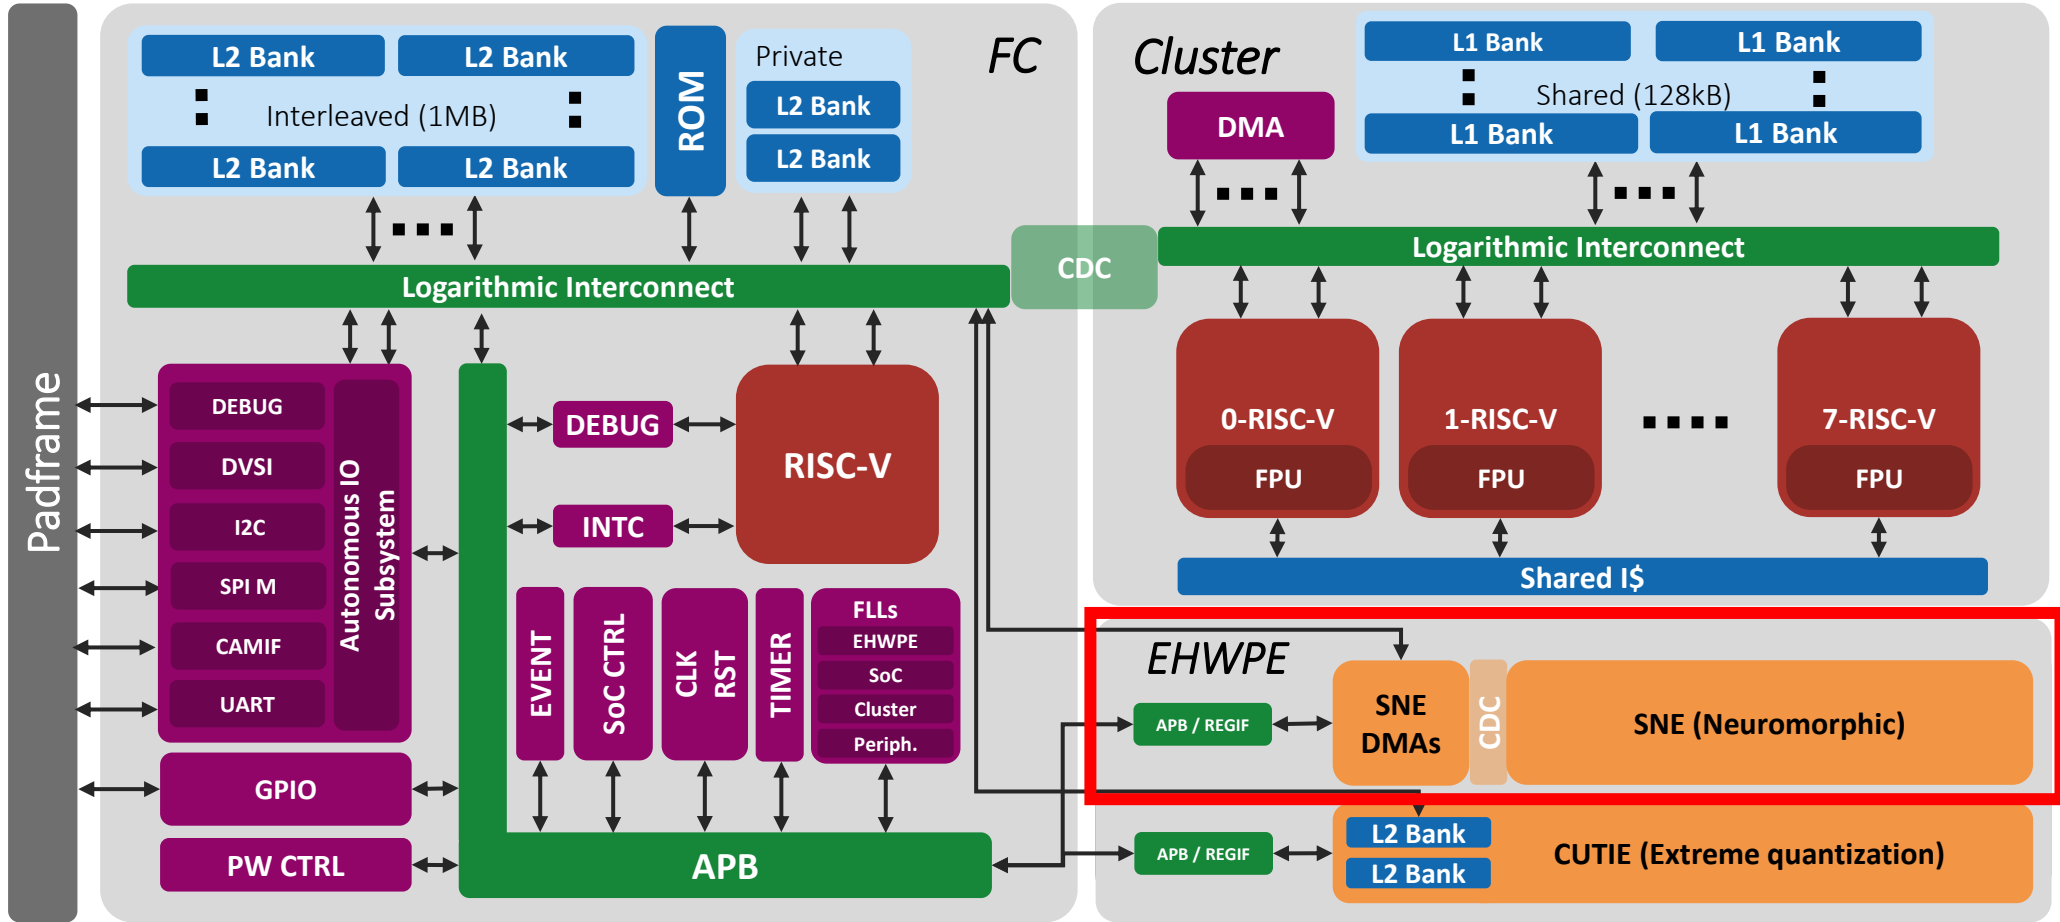 Padframe
FC
L2 Bank
L2 Bank
Interleaved (1MB)
L2 Bank
L2 Bank
ROM
Private
L2 Bank
L2 Bank
Logarithmic Interconnect
CDC
DEBUG
DVSI
I2C
SPI M
CAMIF
UART
Autonomous IO
Subsystem
GPIO
PW CTRL
DEBUG
INTC
RISC-V
EVENT
SoC CTRL
CLK
RST
TIMER
FLLs
EHWPE
SoC
Cluster
Periph.
APB
Cluster
DMA
L1 Bank
L1 Bank
Shared (128kB)
L1 Bank
L1 Bank
Logarithmic Interconnect
0-RISC-V
FPU
1-RISC-V
FPU
7-RISC-V
FPU
Shared I$
EHWPE
APB / REGIF
SNE
DMAs
CDC
SNE (Neuromorphic)
APB / REGIF
L2 Bank
L2 Bank
CUTIE (Extreme quantization)